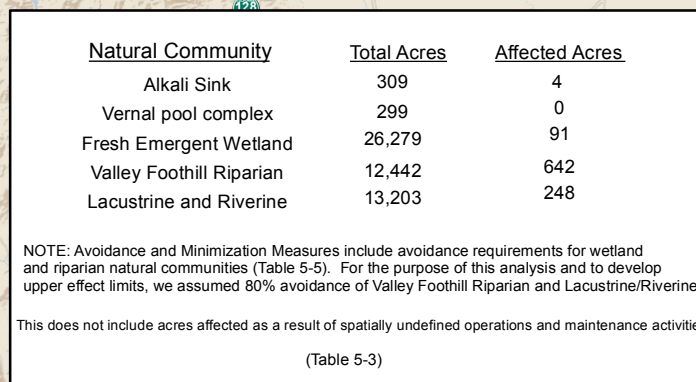 128
Natural Community Total Acres Affected Acres
Alkali Sink 309 4
Vernal pool complex 299 0
Fresh Emergent Wetland 26,279 91
Valley Foothill Riparian 12,442 642
Lacustrine and Riverine 13,203 248
NOTE: Avoidance and Minimization Measures include avoidance requirements for wetland
and riparian natural communities (Table 5-5). For the purpose of this analysis and to develop
upper effect limits, we assumed 80% avoidance of Valley Foothill Riparian and Lacustrine/Riverine
This does not include acres affected as a result of spatially undefined operations and maintenance activitie
(Table 5-3)